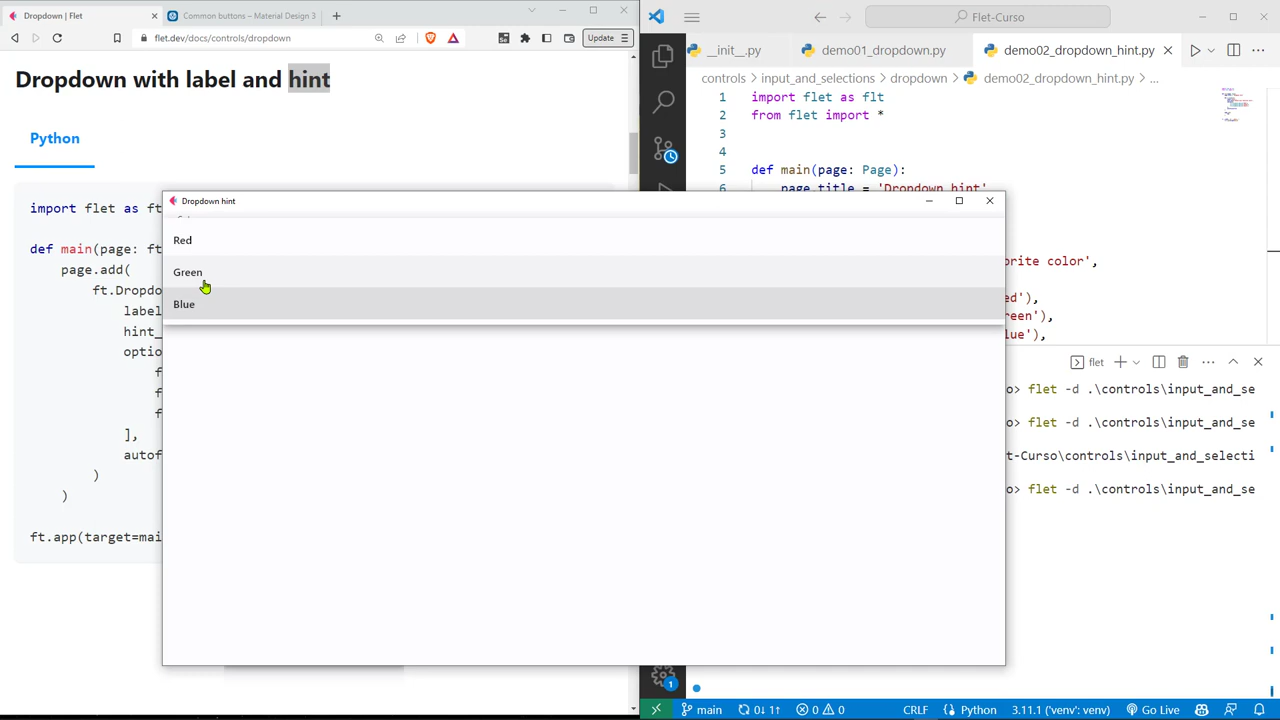 Dropdown | Flet
Common buttons – Material Design 3
flet.dev/docs/controls/dropdown
Update
Dropdown with label and hint
Python
import flet as ft
def main(page: ft
page.add(
ft.Dropdo
label
hint_
optio
f
f
f
],
autof
)
)
ft.app(target=mai
Dropdown hint
Red
Green
Blue
Flet-Curso
__init__.py
demo01_dropdown.py
demo02_dropdown_hint.py
controls > input_and_selections > dropdown > demo02_dropdown_hint.py > ...
1 import flet as flt
2 from flet import *
3
4
5 def main(page: Page):
6 page.title = 'Dropdown hint'
orite color',
ed'),
reen'),
lue'),
flet
o> flet -d .\controls\input_and_se
o> flet -d .\controls\input_and_se
t-Curso\controls\input_and_selecti
o> flet -d .\controls\input_and_se
1
main
0↓ 1↑
0 0
CRLF
Python
3.11.1 ('venv': venv)
Go Live